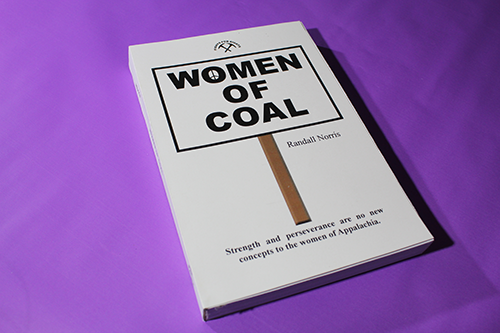 WOMEN
OF
COAL
Randall Norris
Strength and perseverance are no new
concepts to the women of Appalachia.